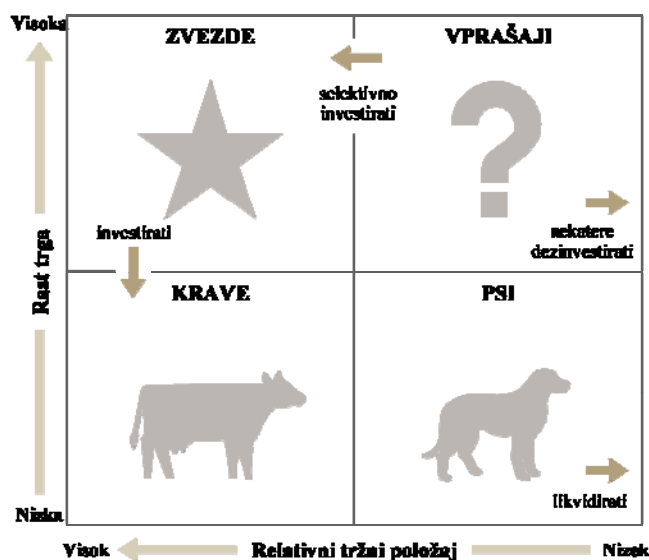 Visoka
ZVEZDE
VPRAŠAJI
selektivno
investirati
investirati
nekatere
dezinvestirati
Rast trga
KRAVE
PSI
likvidirati
Nizka
Visok
Relativni tržni položaj
Nizek